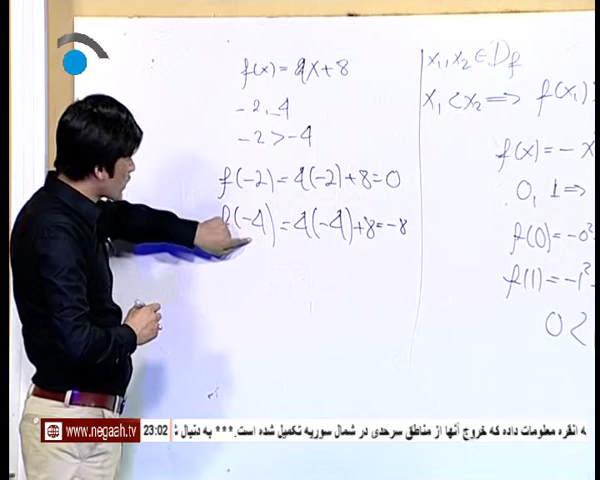 f(x) = 4x + 8
-2, -4
-2 > -4
f(-2) = 4(-2) + 8 = 0
f(-4) = 4(-4) + 8 = -8
x₁, x₂ ∈ Df
x₁ < x₂ ⇒ f(x₁)
f(x) = -x
0, 1 ⇒
f(0) = -0²
f(1) = -1²
0 <
www.negaah.tv
23:02
انقره معلومات داده که خروج آنها از مناطق سرحدی در شمال سوریه تکمیل شده است.*** به دنبال